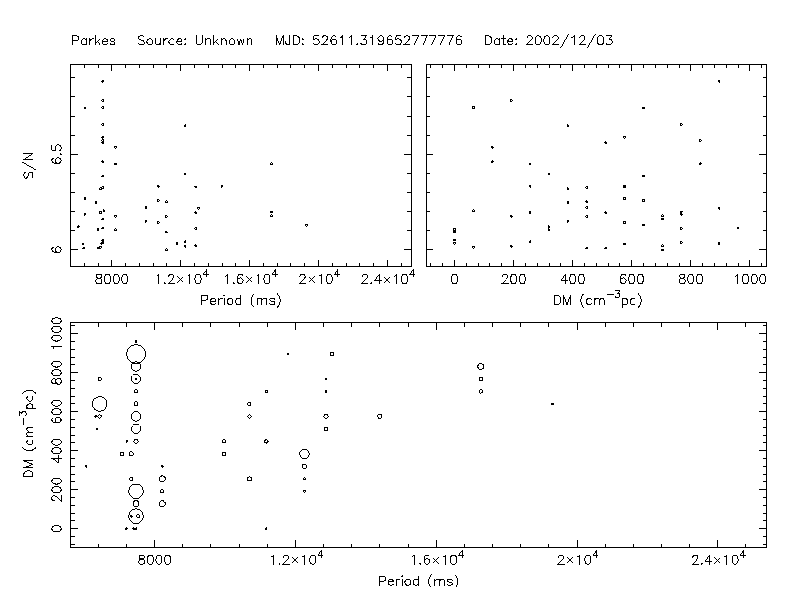 Parkes Source: Unknown MJD: 52611.319652777776 Date: 2002/12/03
S/N
6.5
6
8000 1.2×10⁴ 1.6×10⁴ 2×10⁴ 2.4×10⁴
Period (ms)
0 200 400 600 800 1000
DM (cm⁻³pc)
DM (cm⁻³pc)
1000
800
600
400
200
0
8000 1.2×10⁴ 1.6×10⁴ 2×10⁴ 2.4×10⁴
Period (ms)